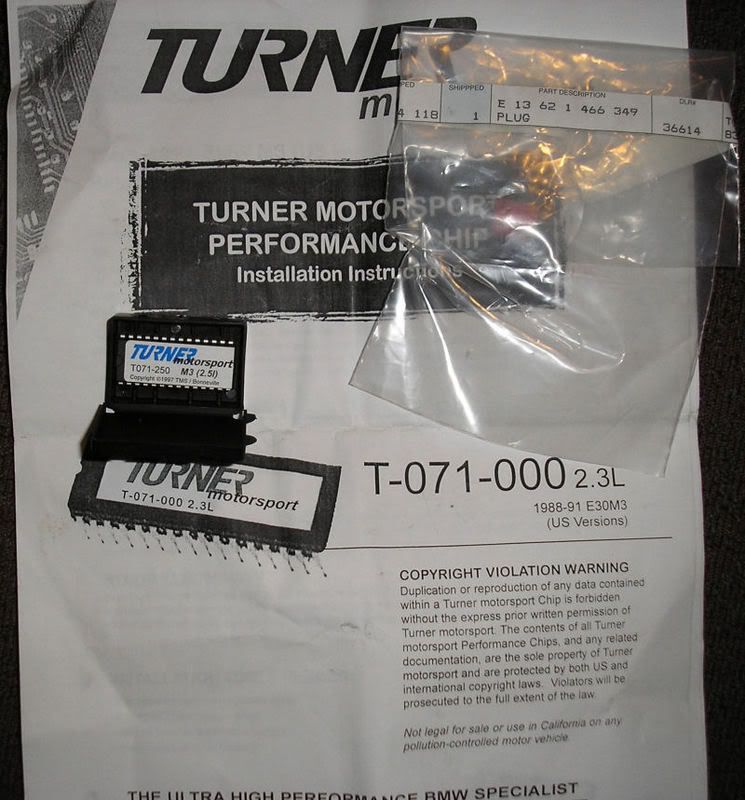 TURNER
m
PED
SHIPPPED
PART DESCRIPTION
DLR#
4 118
1
E 13 62 1 466 349
PLUG
36614
TURNER MOTORSPORT
PERFORMANCE CHIP
Installation Instructions
TURNER
motorsport
T071-250 M3 (2.5l)
Copyright ©1997 TMS / Bonneville
TURNER
motorsport
T-071-000 2.3L
T-071-000 2.3L
1988-91 E30M3
(US Versions)
COPYRIGHT VIOLATION WARNING
Duplication or reproduction of any data contained
within a Turner motorsport Chip is forbidden
without the express prior written permission of
Turner motorsport. The contents of all Turner
motorsport Performance Chips, and any related
documentation, are the sole property of Turner
motorsport and are protected by both US and
international copyright laws. Violators will be
prosecuted to the full extent of the law.
Not legal for sale or use in California on any
pollution-controlled motor vehicle.
THE ULTRA HIGH PERFORMANCE BMW SPECIALIST